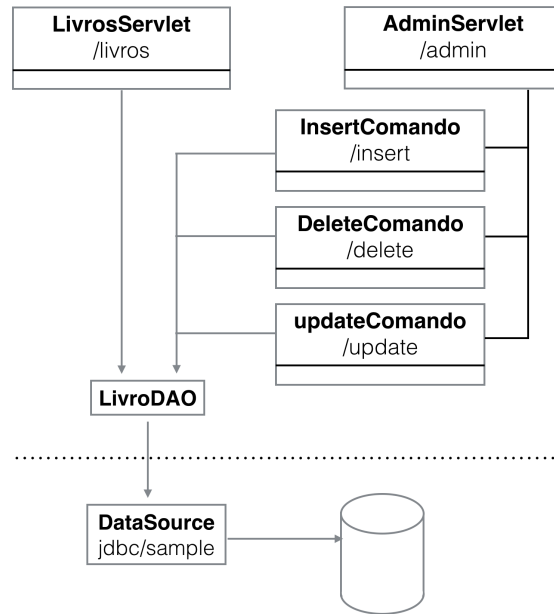 LivrosServlet
/livros
AdminServlet
/admin
InsertComando
/insert
DeleteComando
/delete
updateComando
/update
LivroDAO
DataSource
jdbc/sample